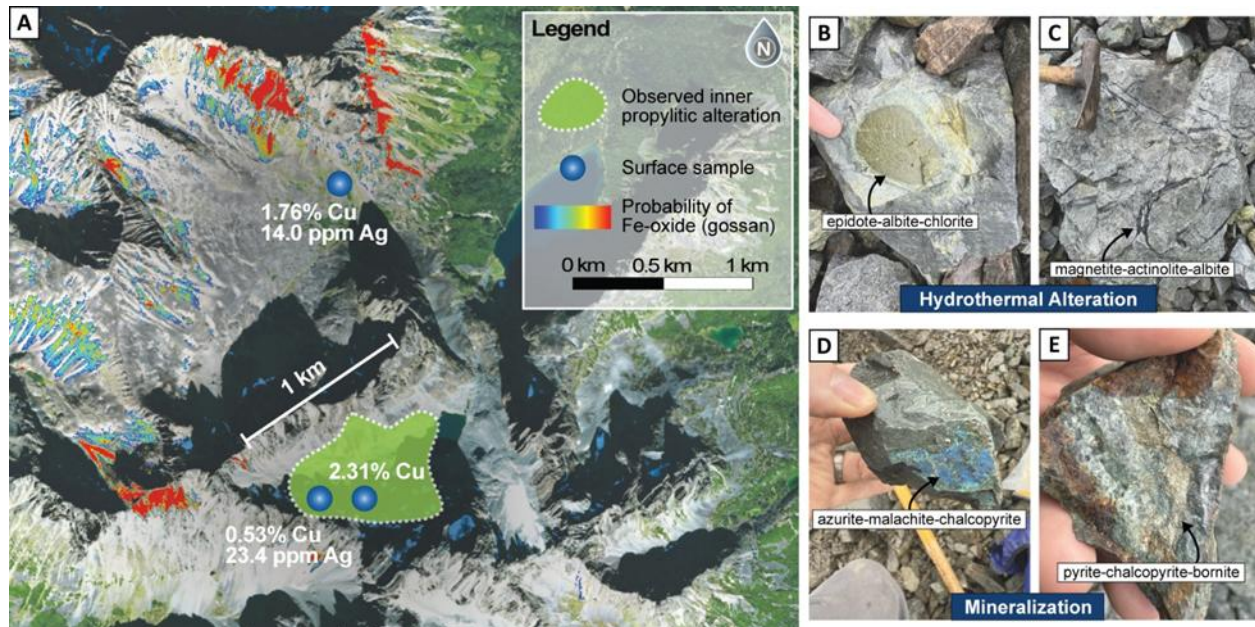 A
Legend
N
Observed inner
propylitic alteration
Surface sample
Probability of
Fe-oxide (gossan)
0 km 0.5 km 1 km
1.76% Cu
14.0 ppm Ag
1 km
2.31% Cu
0.53% Cu
23.4 ppm Ag
B
epidote-albite-chlorite
C
magnetite-actinolite-albite
Hydrothermal Alteration
D
azurite-malachite-chalcopyrite
E
pyrite-chalcopyrite-bornite
Mineralization